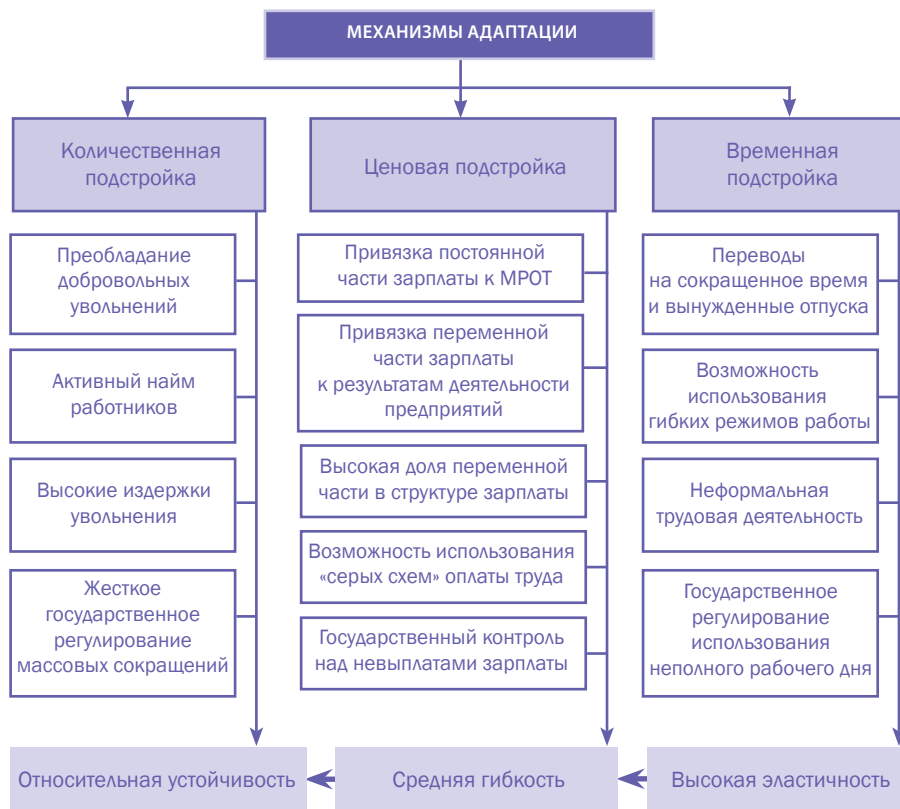 МЕХАНИЗМЫ АДАПТАЦИИ
Количественная
подстройка
Преобладание
добровольных
увольнений
Активный найм
работников
Высокие издержки
увольнения
Жесткое
государственное
регулирование
массовых сокращений
Относительная устойчивость
Ценовая подстройка
Привязка постоянной
части зарплаты к МРОТ
Привязка переменной
части зарплаты
к результатам деятельности
предприятий
Высокая доля переменной
части в структуре зарплаты
Возможность использования
«серых схем» оплаты труда
Государственный контроль
над невыплатами зарплаты
Средняя гибкость
Временная
подстройка
Переводы
на сокращенное время
и вынужденные отпуска
Возможность
использования
гибких режимов работы
Неформальная
трудовая деятельность
Государственное
регулирование
использования
неполного рабочего дня
Высокая эластичность